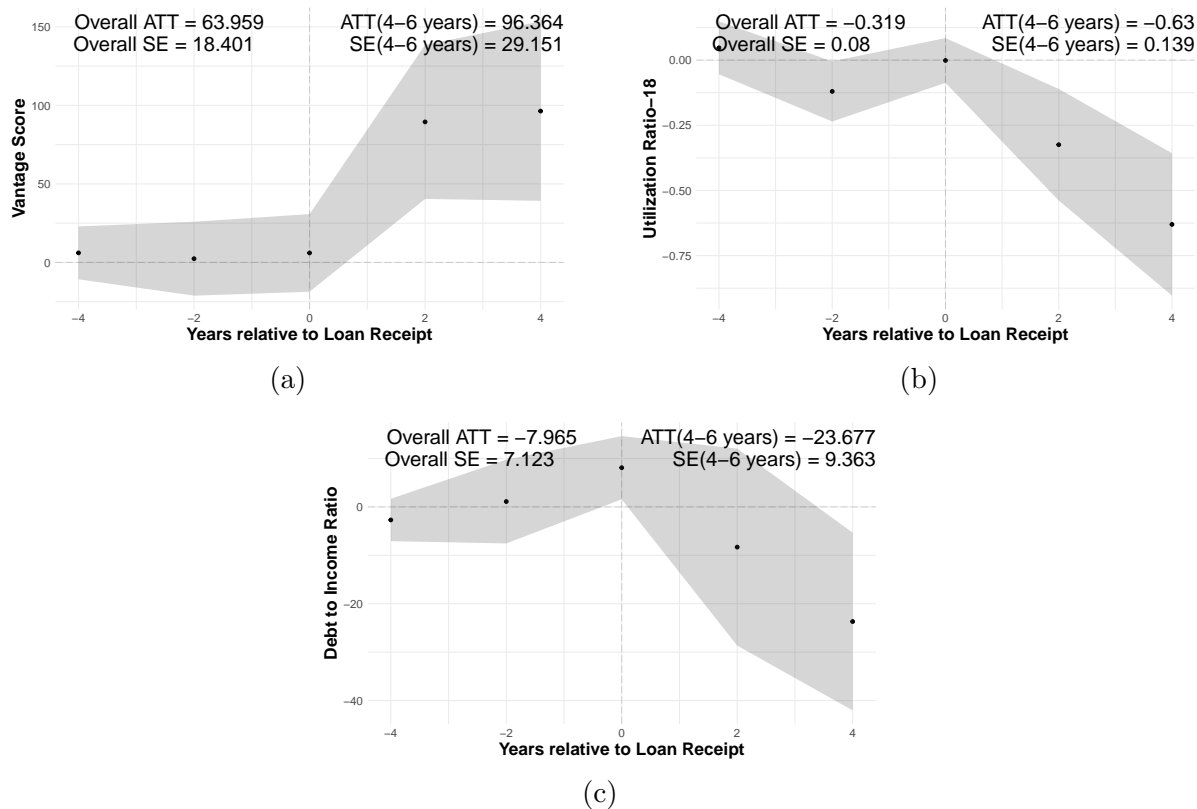 Overall ATT = 63.959 ATT(4−6 years) = 96.364
Overall SE = 18.401 SE(4−6 years) = 29.151
150
100
50
0
Vantage Score
−4 −2 0 2 4
Years relative to Loan Receipt
(a)
Overall ATT = −0.319 ATT(4−6 years) = −0.63
Overall SE = 0.08 SE(4−6 years) = 0.139
0.00
−0.25
−0.50
−0.75
Utilization Ratio−18
−4 −2 0 2 4
Years relative to Loan Receipt
(b)
Overall ATT = −7.965 ATT(4−6 years) = −23.677
Overall SE = 7.123 SE(4−6 years) = 9.363
0
−20
−40
Debt to Income Ratio
−4 −2 0 2 4
Years relative to Loan Receipt
(c)